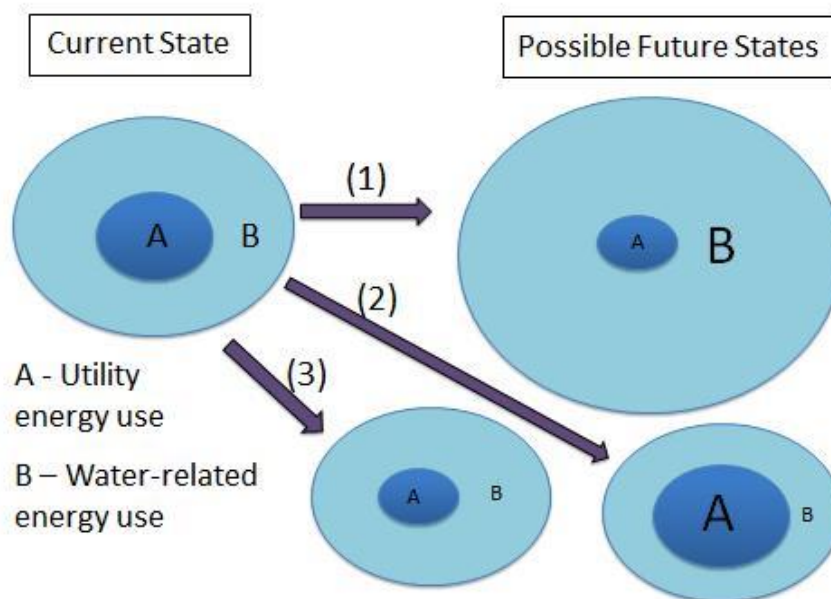 Current State
Possible Future States
(1)
A
B
A
B
(2)
(3)
A - Utility
energy use
B – Water-related
energy use
A
B
A
B